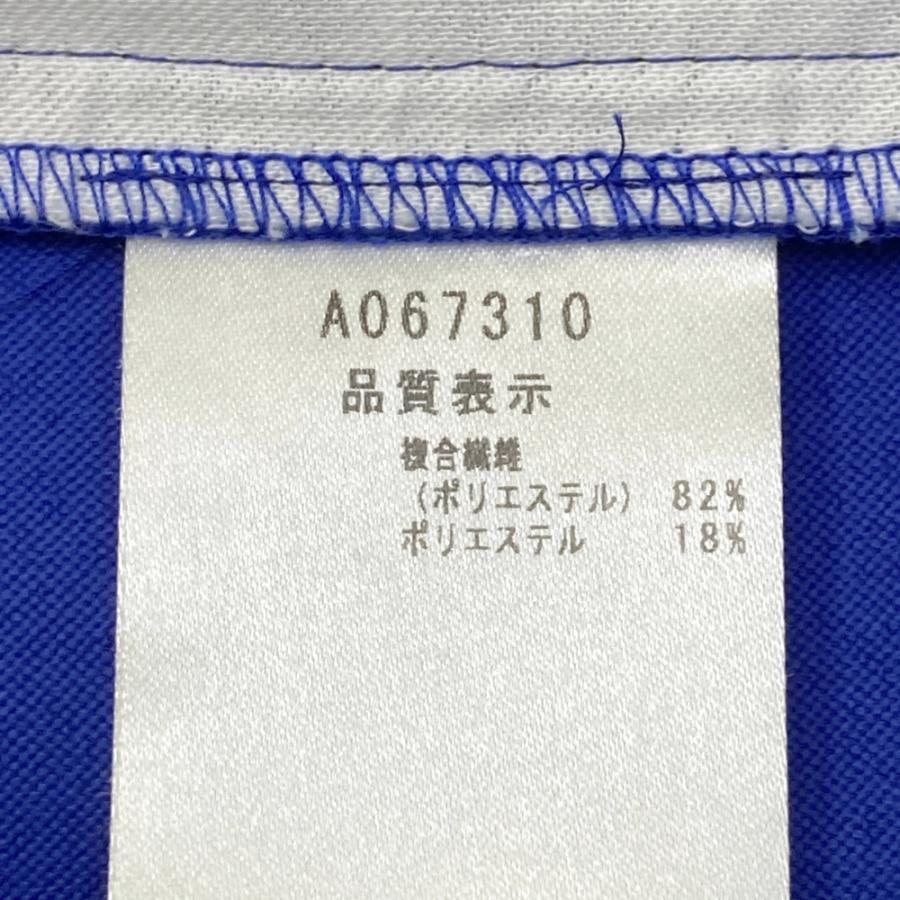 A067310
品質表示
複合繊維
(ポリエステル) 82%
ポリエステル 18%